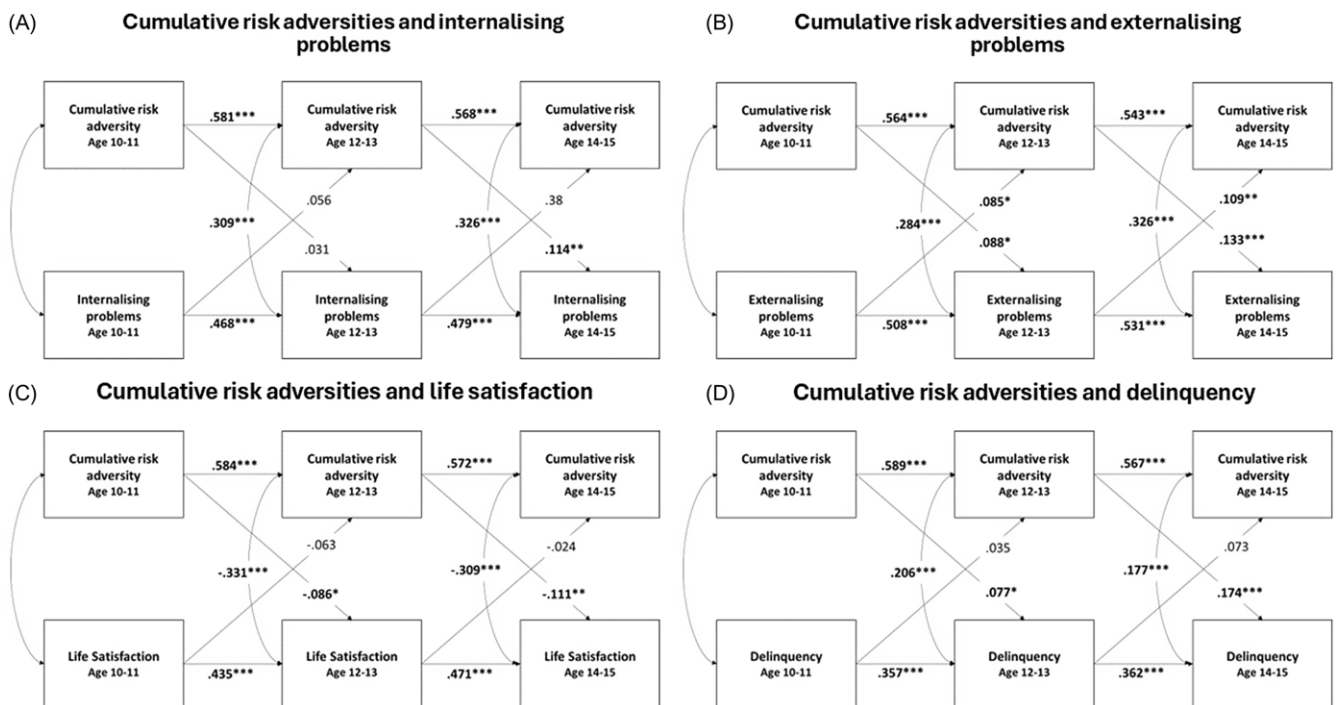 (A)
Cumulative risk adversities and internalising
problems
Cumulative risk
adversity
Age 10-11
.581***
Cumulative risk
adversity
Age 12-13
.568***
Cumulative risk
adversity
Age 14-15
.056
.38
.309***
.326***
.031
.114**
Internalising
problems
Age 10-11
.468***
Internalising
problems
Age 12-13
.479***
Internalising
problems
Age 14-15
(B)
Cumulative risk adversities and externalising
problems
Cumulative risk
adversity
Age 10-11
.564***
Cumulative risk
adversity
Age 12-13
.543***
Cumulative risk
adversity
Age 14-15
.085*
.109**
.284***
.326***
.088*
.133***
Externalising
problems
Age 10-11
.508***
Externalising
problems
Age 12-13
.531***
Externalising
problems
Age 14-15
(C)
Cumulative risk adversities and life satisfaction
Cumulative risk
adversity
Age 10-11
.584***
Cumulative risk
adversity
Age 12-13
.572***
Cumulative risk
adversity
Age 14-15
-.063
-.024
-.331***
-.309***
-.086*
-.111**
Life Satisfaction
Age 10-11
.435***
Life Satisfaction
Age 12-13
.471***
Life Satisfaction
Age 14-15
(D)
Cumulative risk adversities and delinquency
Cumulative risk
adversity
Age 10-11
.589***
Cumulative risk
adversity
Age 12-13
.567***
Cumulative risk
adversity
Age 14-15
.035
.073
.206***
.177***
.077*
.174***
Delinquency
Age 10-11
.357***
Delinquency
Age 12-13
.362***
Delinquency
Age 14-15